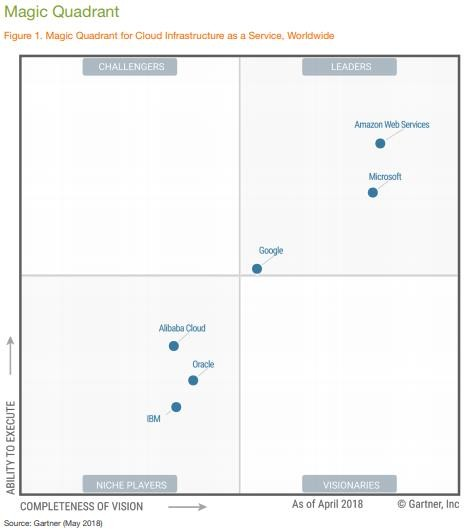 Magic Quadrant
Figure 1. Magic Quadrant for Cloud Infrastructure as a Service, Worldwide
CHALLENGERS
LEADERS
Amazon Web Services
Microsoft
Google
Alibaba Cloud
Oracle
IBM
ABILITY TO EXECUTE
NICHE PLAYERS
VISIONARIES
COMPLETENESS OF VISION
As of April 2018
© Gartner, Inc
Source: Gartner (May 2018)